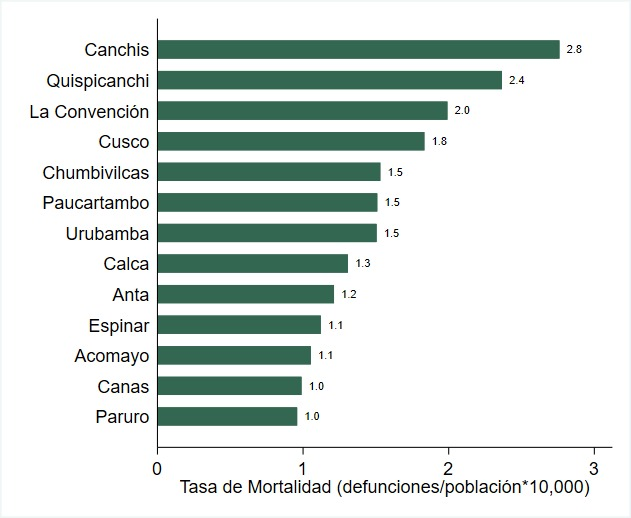 Canchis 2.8
Quispicanchi 2.4
La Convención 2.0
Cusco 1.8
Chumbivilcas 1.5
Paucartambo 1.5
Urubamba 1.5
Calca 1.3
Anta 1.2
Espinar 1.1
Acomayo 1.1
Canas 1.0
Paruro 1.0
0 1 2 3
Tasa de Mortalidad (defunciones/población*10,000)